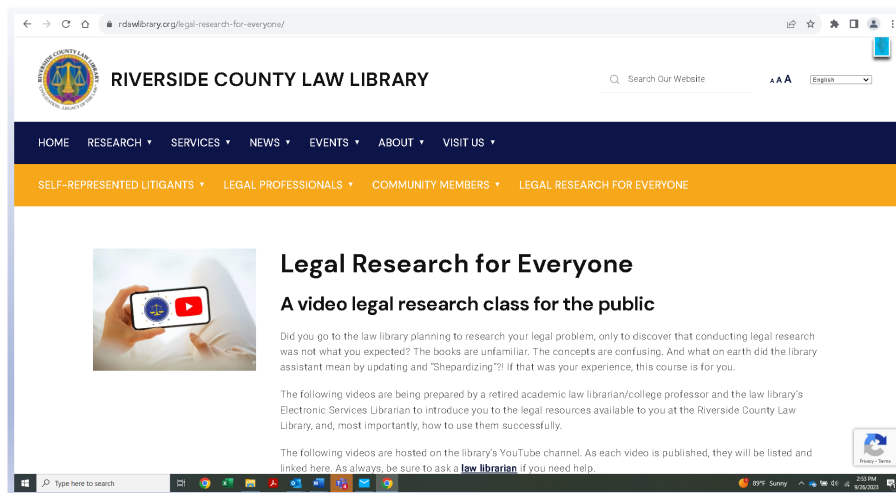 rclawlibrary.org/legal-research-for-everyone/
RIVERSIDE COUNTY LAW LIBRARY
Search Our Website
A A A
English
HOME RESEARCH ▼ SERVICES ▼ NEWS ▼ EVENTS ▼ ABOUT ▼ VISIT US ▼
SELF-REPRESENTED LITIGANTS ▼ LEGAL PROFESSIONALS ▼ COMMUNITY MEMBERS ▼ LEGAL RESEARCH FOR EVERYONE
Legal Research for Everyone
A video legal research class for the public
Did you go to the law library planning to research your legal problem, only to discover that conducting legal research
was not what you expected? The books are unfamiliar. The concepts are confusing. And what on earth did the library
assistant mean by updating and “Shepardizing”?! If that was your experience, this course is for you.
The following videos are being prepared by a retired academic law librarian/college professor and the law library’s
Electronic Services Librarian to introduce you to the legal resources available to you at the Riverside County Law
Library, and, most importantly, how to use them successfully.
The following videos are hosted on the library’s YouTube channel. As each video is published, they will be listed and
linked here. As always, be sure to ask a law librarian if you need help.
Privacy - Terms
Type here to search
89°F Sunny
2:53 PM
9/26/2023